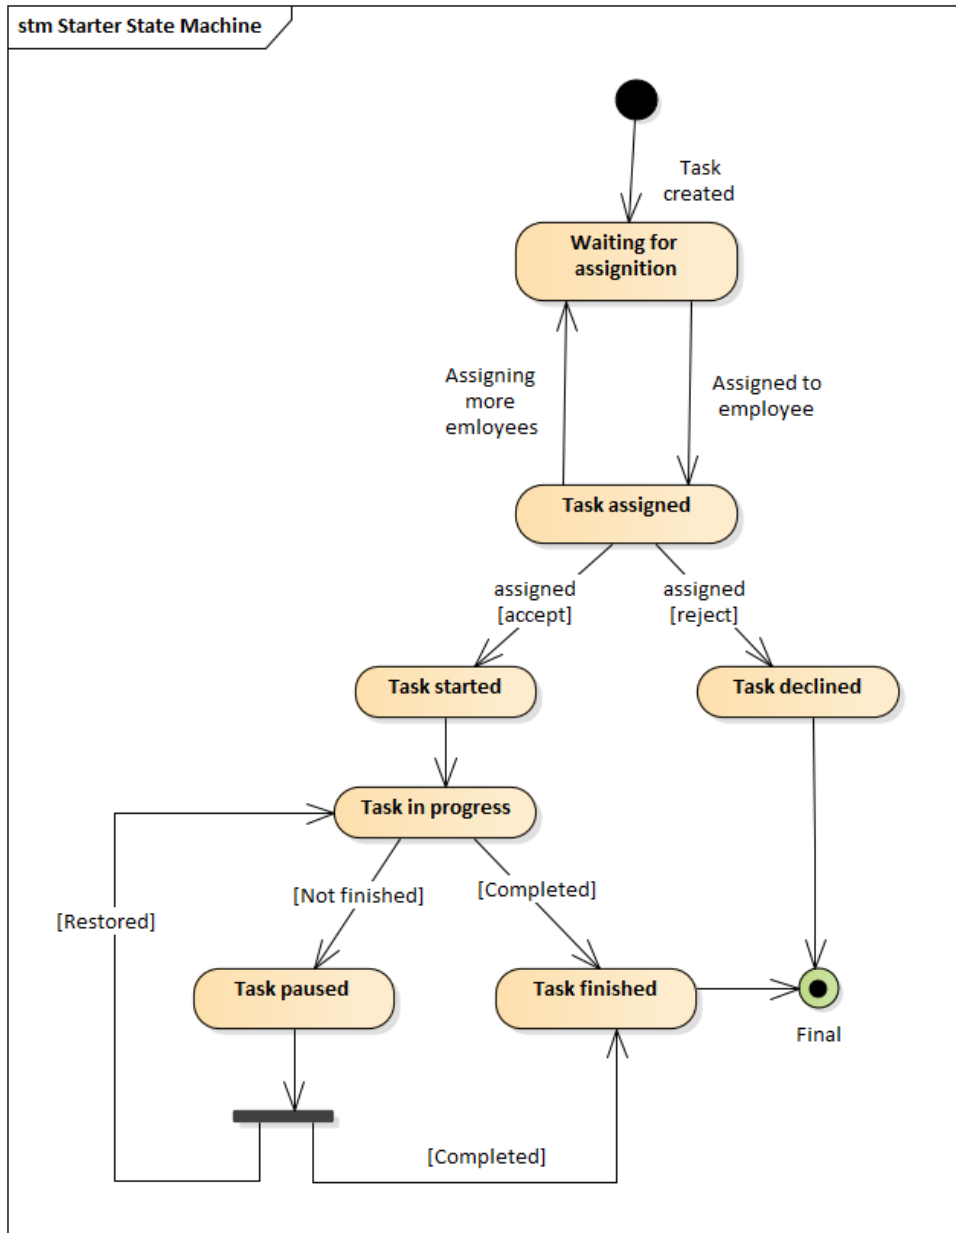 stm Starter State Machine
Task
created
Waiting for
assignition
Assigning
more
emloyees
Assigned to
employee
Task assigned
assigned
[accept]
assigned
[reject]
Task started
Task declined
Task in progress
[Not finished]
[Completed]
[Restored]
Task paused
Task finished
Final
[Completed]